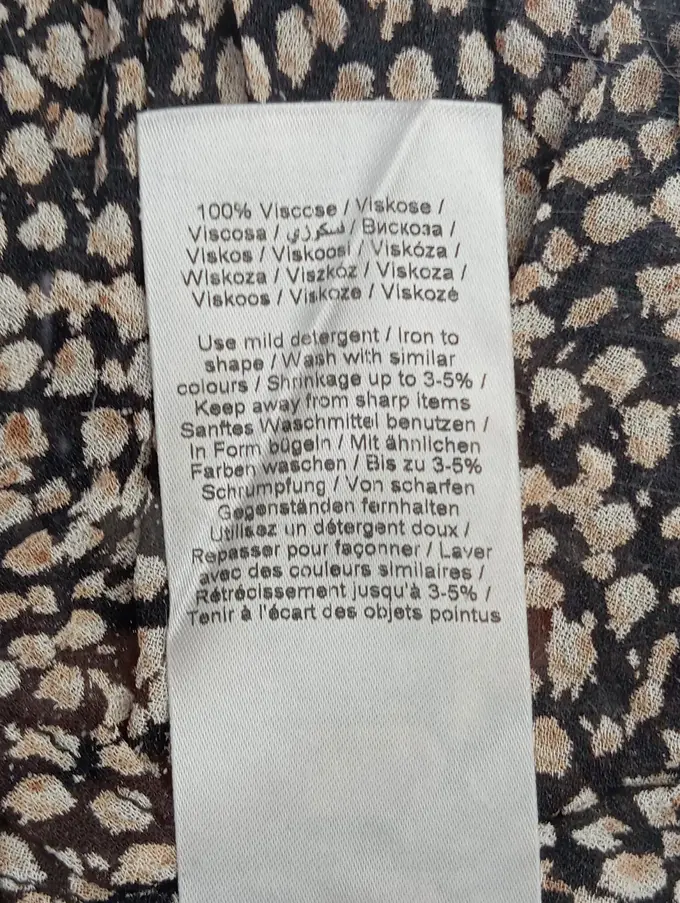 100% Viscose / Viskose /
Viscosa / فسكوزي / Вискоза /
Viskos / Viskoosi / Viskóza /
Wiskoza / Viszkóz / Viskoza /
Viskoos / Viskoze / Viskozė
Use mild detergent / Iron to
shape / Wash with similar
colours / Shrinkage up to 3-5% /
Keep away from sharp items
Sanftes Waschmittel benutzen /
In Form bügeln / Mit ähnlichen
Farben waschen / Bis zu 3-5%
Schrumpfung / Von scharfen
Gegenständen fernhalten
Utilisez un détergent doux /
Repasser pour façonner / Laver
avec des couleurs similaires /
Rétrécissement jusqu'à 3-5% /
Tenir à l'écart des objets pointus